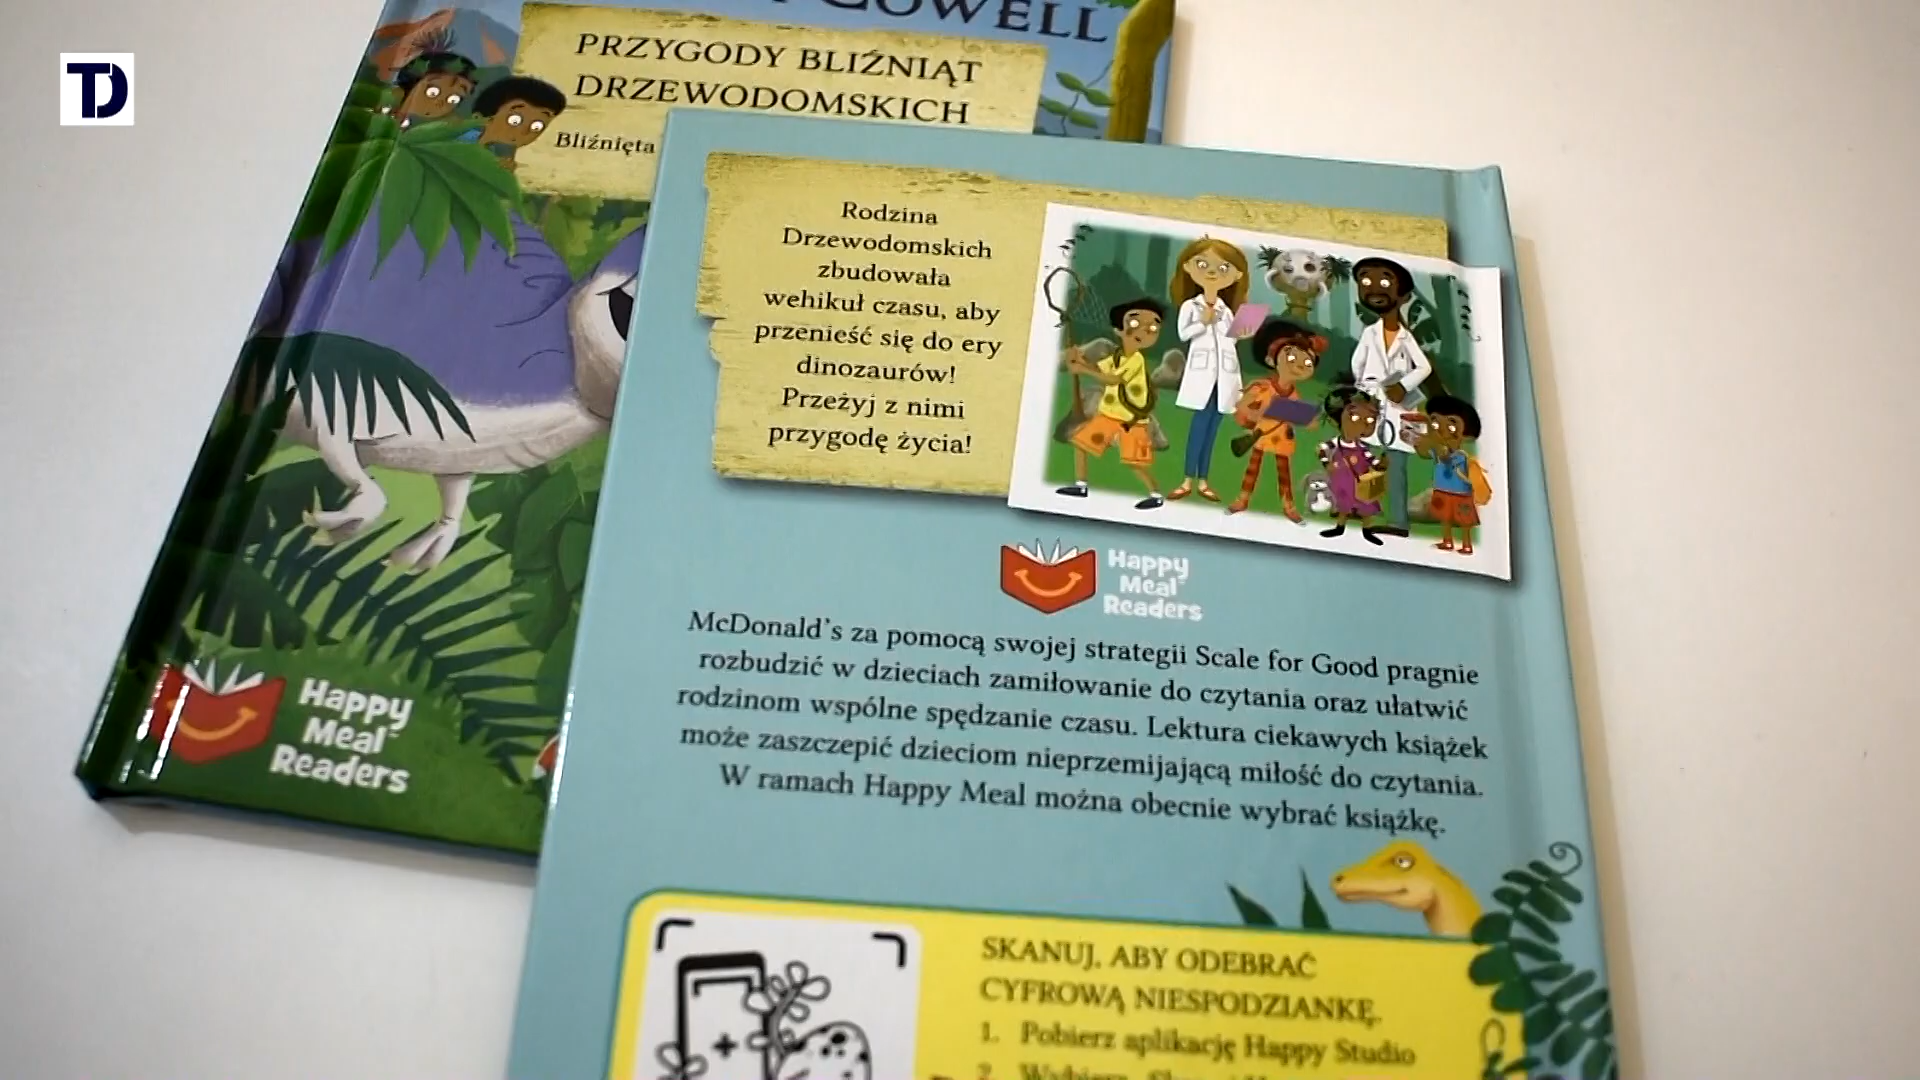 TD
COWELL
PRZYGODY BLIŹNIĄT
DRZEWODOMSKICH
Bliźnięta
Happy
Meal
Readers
Rodzina
Drzewodomskich
zbudowała
wehikuł czasu, aby
przenieść się do ery
dinozaurów!
Przeżyj z nimi
przygodę życia!
Happy
Meal
Readers
McDonald's za pomocą swojej strategii Scale for Good pragnie
rozbudzić w dzieciach zamiłowanie do czytania oraz ułatwić
rodzinom wspólne spędzanie czasu. Lektura ciekawych książek
może zaszczepić dzieciom nieprzemijającą miłość do czytania.
W ramach Happy Meal można obecnie wybrać książkę.
SKANUJ, ABY ODEBRAĆ
CYFROWĄ NIESPODZIANKĘ.
1. Pobierz aplikację Happy Studio
2.